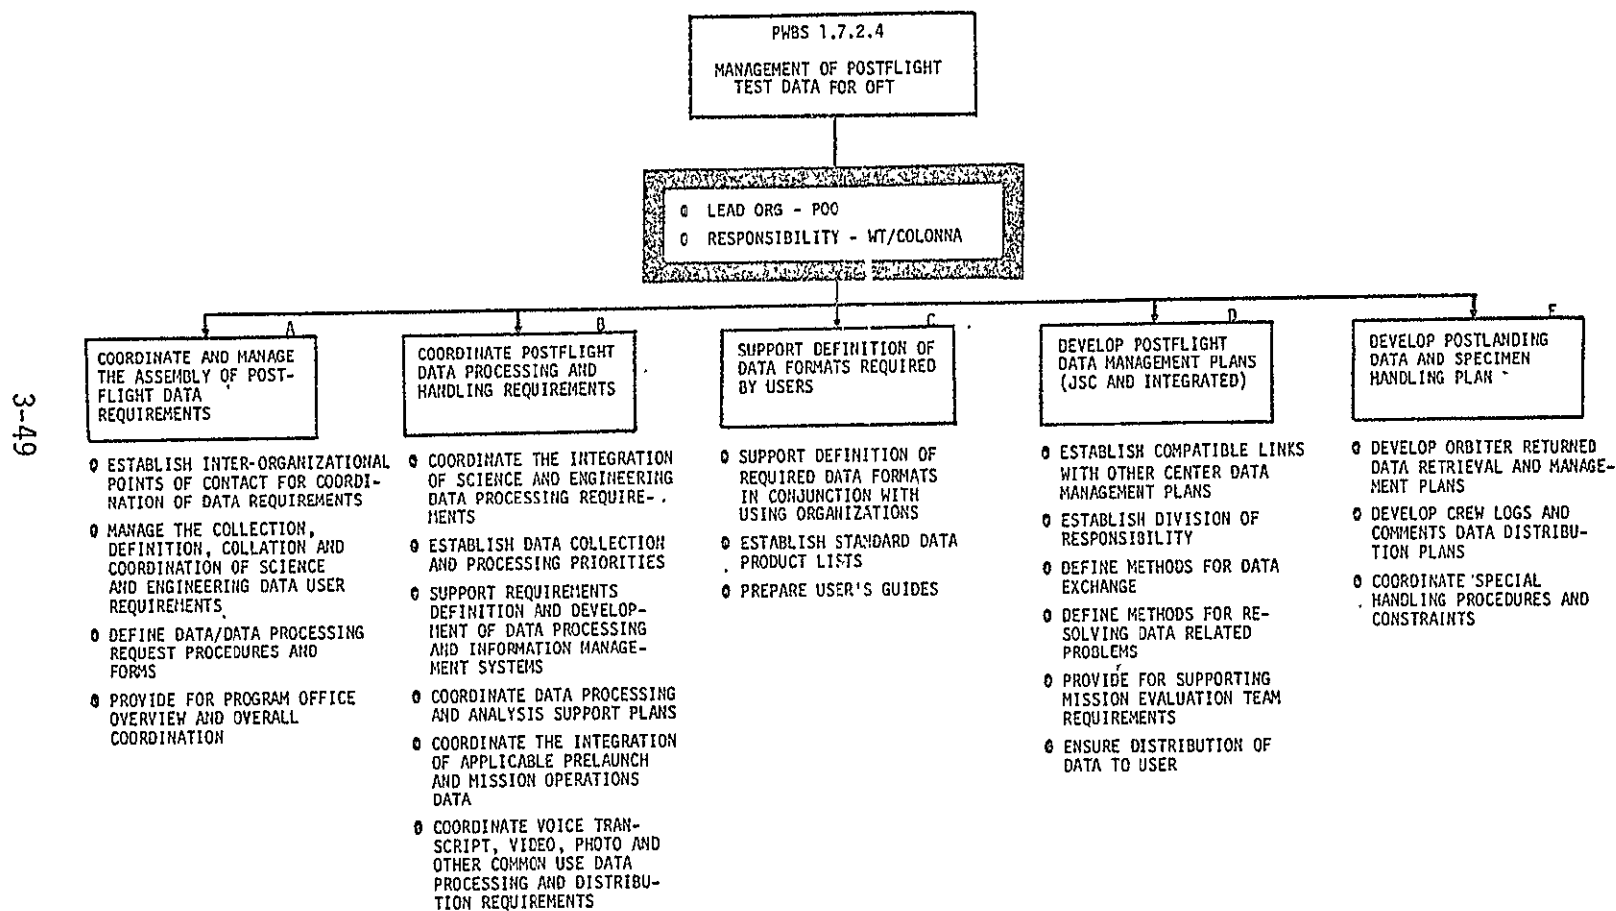 PWBS 1.7.2.4
MANAGEMENT OF POSTFLIGHT
TEST DATA FOR OFT
LEAD ORG - POO
RESPONSIBILITY - WT/COLONNA
A
COORDINATE AND MANAGE
THE ASSEMBLY OF POST-
FLIGHT DATA
REQUIREMENTS
ESTABLISH INTER-ORGANIZATIONAL
POINTS OF CONTACT FOR COORDI-
NATION OF DATA REQUIREMENTS
MANAGE THE COLLECTION,
DEFINITION, COLLATION AND
COORDINATION OF SCIENCE
AND ENGINEERING DATA USER
REQUIREMENTS
DEFINE DATA/DATA PROCESSING
REQUEST PROCEDURES AND
FORMS
PROVIDE FOR PROGRAM OFFICE
OVERVIEW AND OVERALL
COORDINATION
B
COORDINATE POSTFLIGHT
DATA PROCESSING AND
HANDLING REQUIREMENTS
COORDINATE THE INTEGRATION
OF SCIENCE AND ENGINEERING
DATA PROCESSING REQUIRE-
MENTS
ESTABLISH DATA COLLECTION
AND PROCESSING PRIORITIES
SUPPORT REQUIREMENTS
DEFINITION AND DEVELOP-
MENT OF DATA PROCESSING
AND INFORMATION MANAGE-
MENT SYSTEMS
COORDINATE DATA PROCESSING
AND ANALYSIS SUPPORT PLANS
COORDINATE THE INTEGRATION
OF APPLICABLE PRELAUNCH
AND MISSION OPERATIONS
DATA
COORDINATE VOICE TRAN-
SCRIPT, VIDEO, PHOTO AND
OTHER COMMON USE DATA
PROCESSING AND DISTRIBU-
TION REQUIREMENTS
C
SUPPORT DEFINITION OF
DATA FORMATS REQUIRED
BY USERS
SUPPORT DEFINITION OF
REQUIRED DATA FORMATS
IN CONJUNCTION WITH
USING ORGANIZATIONS
ESTABLISH STANDARD DATA
PRODUCT LISTS
PREPARE USER'S GUIDES
D
DEVELOP POSTFLIGHT
DATA MANAGEMENT PLANS
(JSC AND INTEGRATED)
ESTABLISH COMPATIBLE LINKS
WITH OTHER CENTER DATA
MANAGEMENT PLANS
ESTABLISH DIVISION OF
RESPONSIBILITY
DEFINE METHODS FOR DATA
EXCHANGE
DEFINE METHODS FOR RE-
SOLVING DATA RELATED
PROBLEMS
PROVIDE FOR SUPPORTING
MISSION EVALUATION TEAM
REQUIREMENTS
ENSURE DISTRIBUTION OF
DATA TO USER
DEVELOP POSTLANDING
DATA AND SPECIMEN
HANDLING PLAN
DEVELOP ORBITER RETURNED
DATA RETRIEVAL AND MANAGE-
MENT PLANS
DEVELOP CREW LOGS AND
COMMENTS DATA DISTRIBU-
TION PLANS
COORDINATE SPECIAL
HANDLING PROCEDURES AND
CONSTRAINTS
3-49